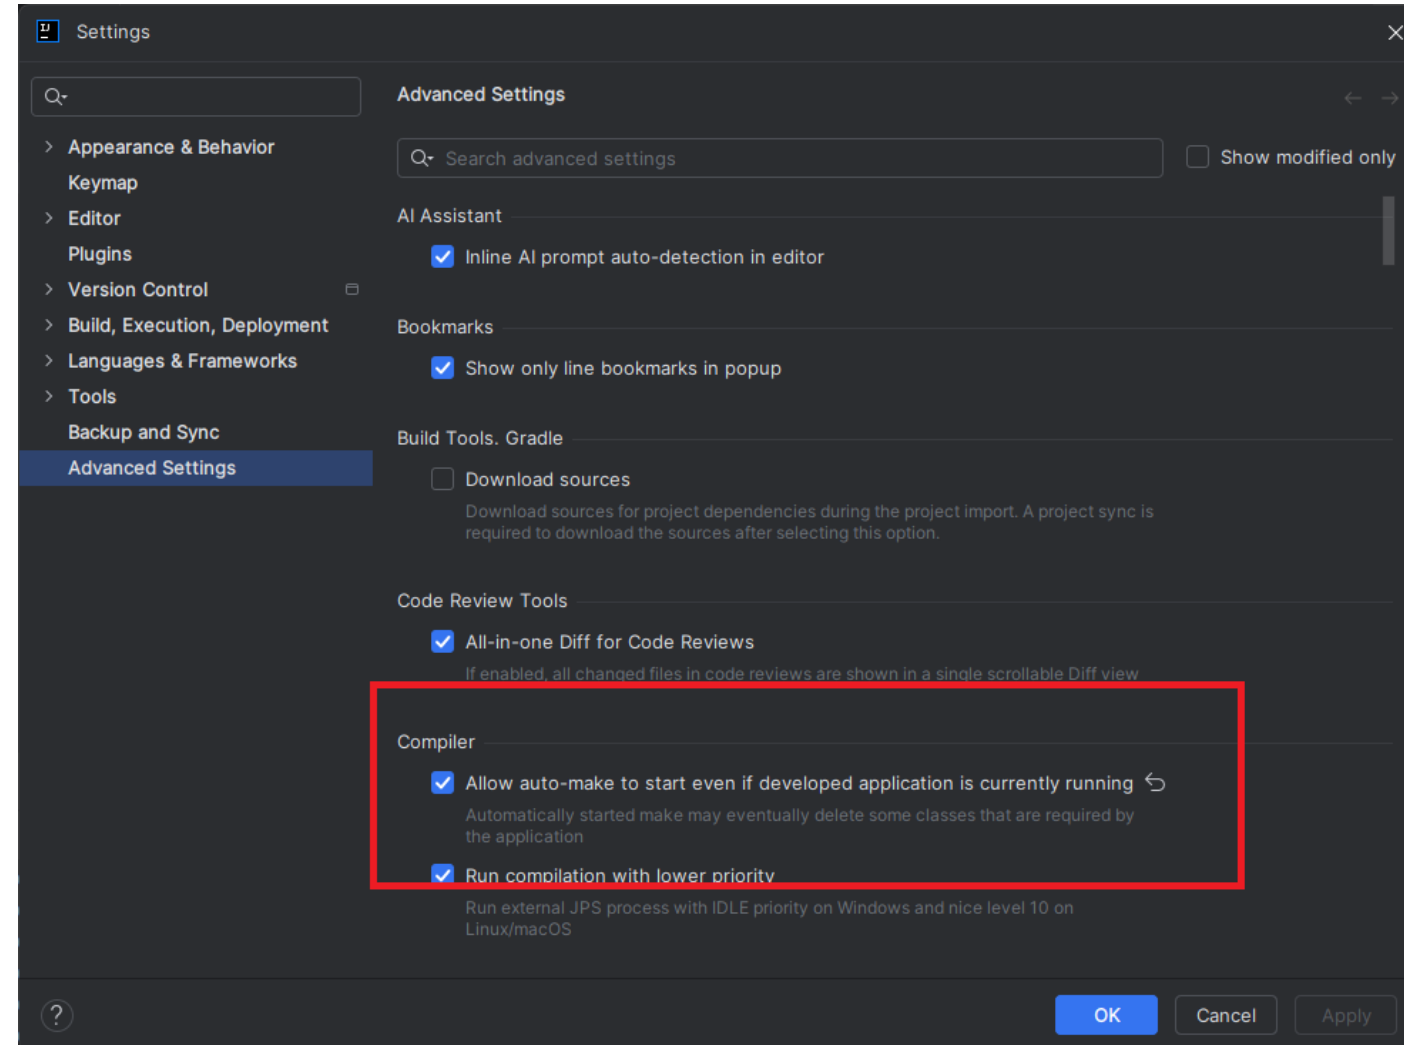 IJ
Settings
Advanced Settings
Appearance & Behavior
Search advanced settings
Show modified only
Keymap
Editor
Plugins
Version Control
Build, Execution, Deployment
Languages & Frameworks
Tools
Backup and Sync
Advanced Settings
AI Assistant
Inline AI prompt auto-detection in editor
Bookmarks
Show only line bookmarks in popup
Build Tools. Gradle
Download sources
Download sources for project dependencies during the project import. A project sync is
required to download the sources after selecting this option.
Code Review Tools
All-in-one Diff for Code Reviews
If enabled, all changed files in code reviews are shown in a single scrollable Diff view
Compiler
Allow auto-make to start even if developed application is currently running
Automatically started make may eventually delete some classes that are required by
the application
Run compilation with lower priority
Run external JPS process with IDLE priority on Windows and nice level 10 on
Linux/macOS
?
OK
Cancel
Apply